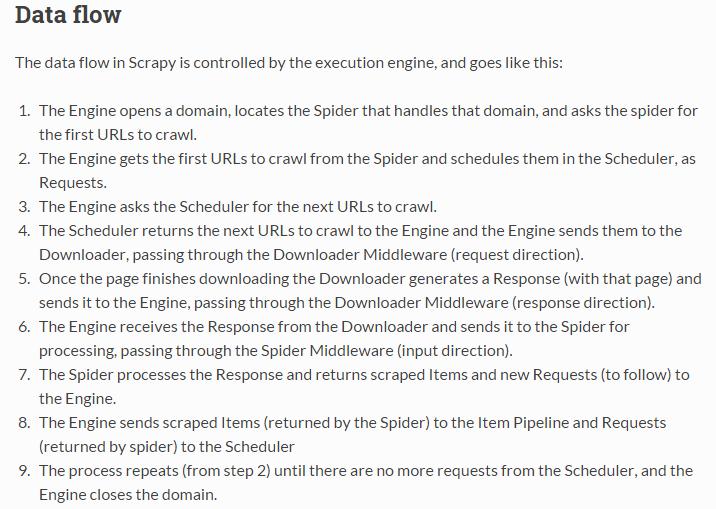 Data flow
The data flow in Scrapy is controlled by the execution engine, and goes like this:
1. The Engine opens a domain, locates the Spider that handles that domain, and asks the spider for
the first URLs to crawl.
2. The Engine gets the first URLs to crawl from the Spider and schedules them in the Scheduler, as
Requests.
3. The Engine asks the Scheduler for the next URLs to crawl.
4. The Scheduler returns the next URLs to crawl to the Engine and the Engine sends them to the
Downloader, passing through the Downloader Middleware (request direction).
5. Once the page finishes downloading the Downloader generates a Response (with that page) and
sends it to the Engine, passing through the Downloader Middleware (response direction).
6. The Engine receives the Response from the Downloader and sends it to the Spider for
processing, passing through the Spider Middleware (input direction).
7. The Spider processes the Response and returns scraped Items and new Requests (to follow) to
the Engine.
8. The Engine sends scraped Items (returned by the Spider) to the Item Pipeline and Requests
(returned by spider) to the Scheduler
9. The process repeats (from step 2) until there are no more requests from the Scheduler, and the
Engine closes the domain.